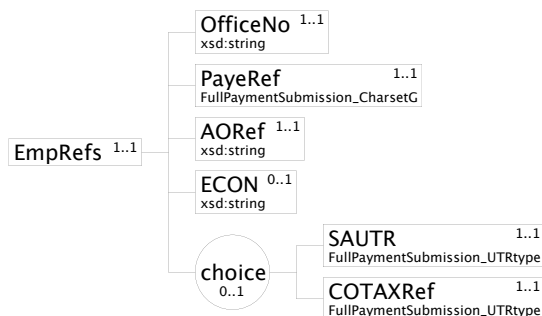 OfficeNo 1..1
xsd:string
PayeRef 1..1
FullPaymentSubmission_CharsetG
AORef 1..1
xsd:string
EmpRefs 1..1
ECON 0..1
xsd:string
choice
0..1
SAUTR 1..1
FullPaymentSubmission_UTRtype
COTAXRef 1..1
FullPaymentSubmission_UTRtype